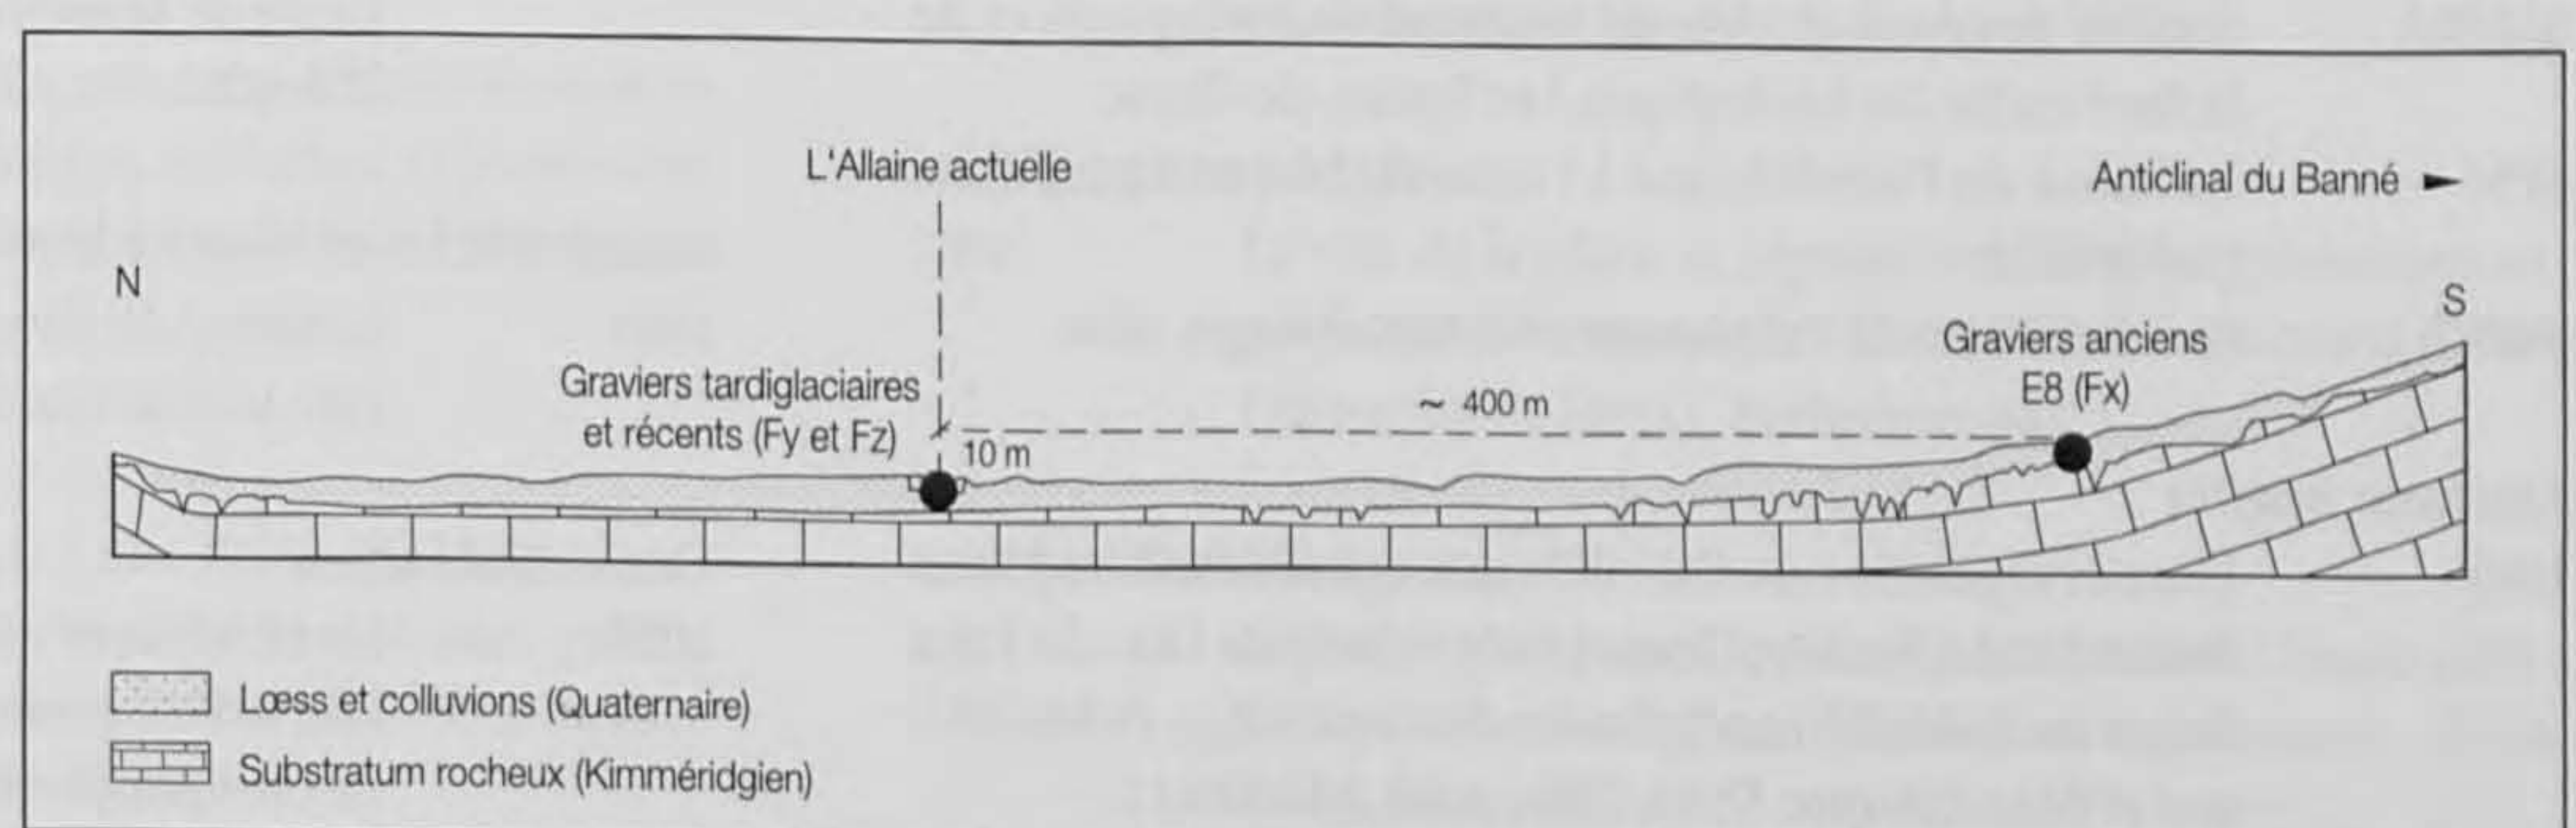 L'Allaine actuelle
Anticlinal du Banné
N
S
Graviers tardiglaciaires
et récents (Fy et Fz)
10 m
~ 400 m
Graviers anciens
E8 (Fx)
Lœss et colluvions (Quaternaire)
Substratum rocheux (Kimméridgien)